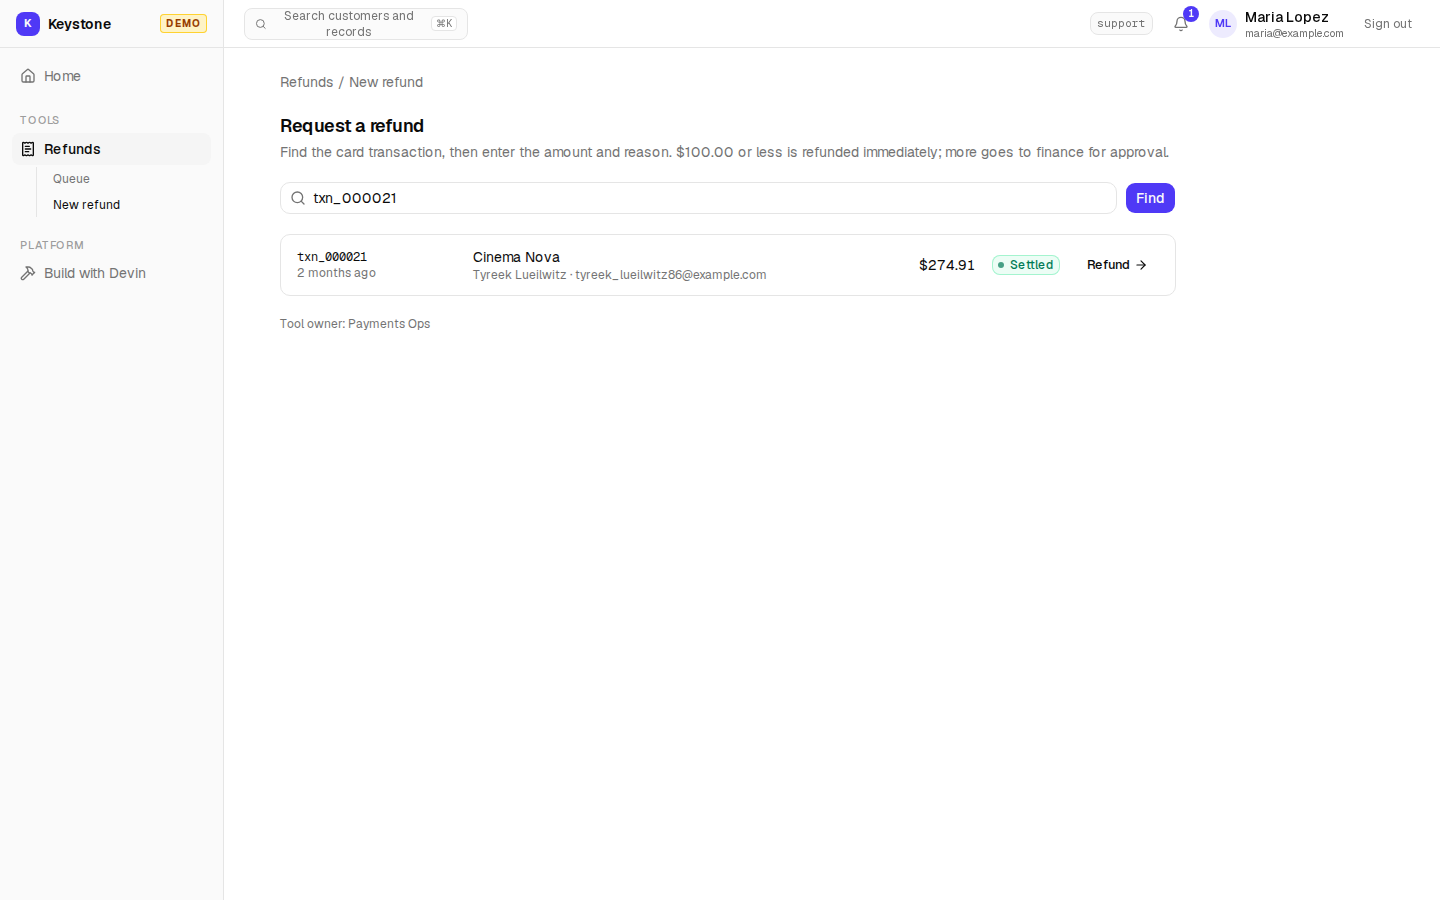 K Keystone DEMO
Search customers and records ⌘K
support
1
ML
Maria Lopez
maria@example.com
Sign out
Home
TOOLS
Refunds
Queue
New refund
PLATFORM
Build with Devin
Refunds / New refund
Request a refund
Find the card transaction, then enter the amount and reason. $100.00 or less is refunded immediately; more goes to finance for approval.
txn_000021
Find
txn_000021
2 months ago
Cinema Nova
Tyreek Lueilwitz · tyreek_lueilwitz86@example.com
$274.91
Settled
Refund →
Tool owner: Payments Ops